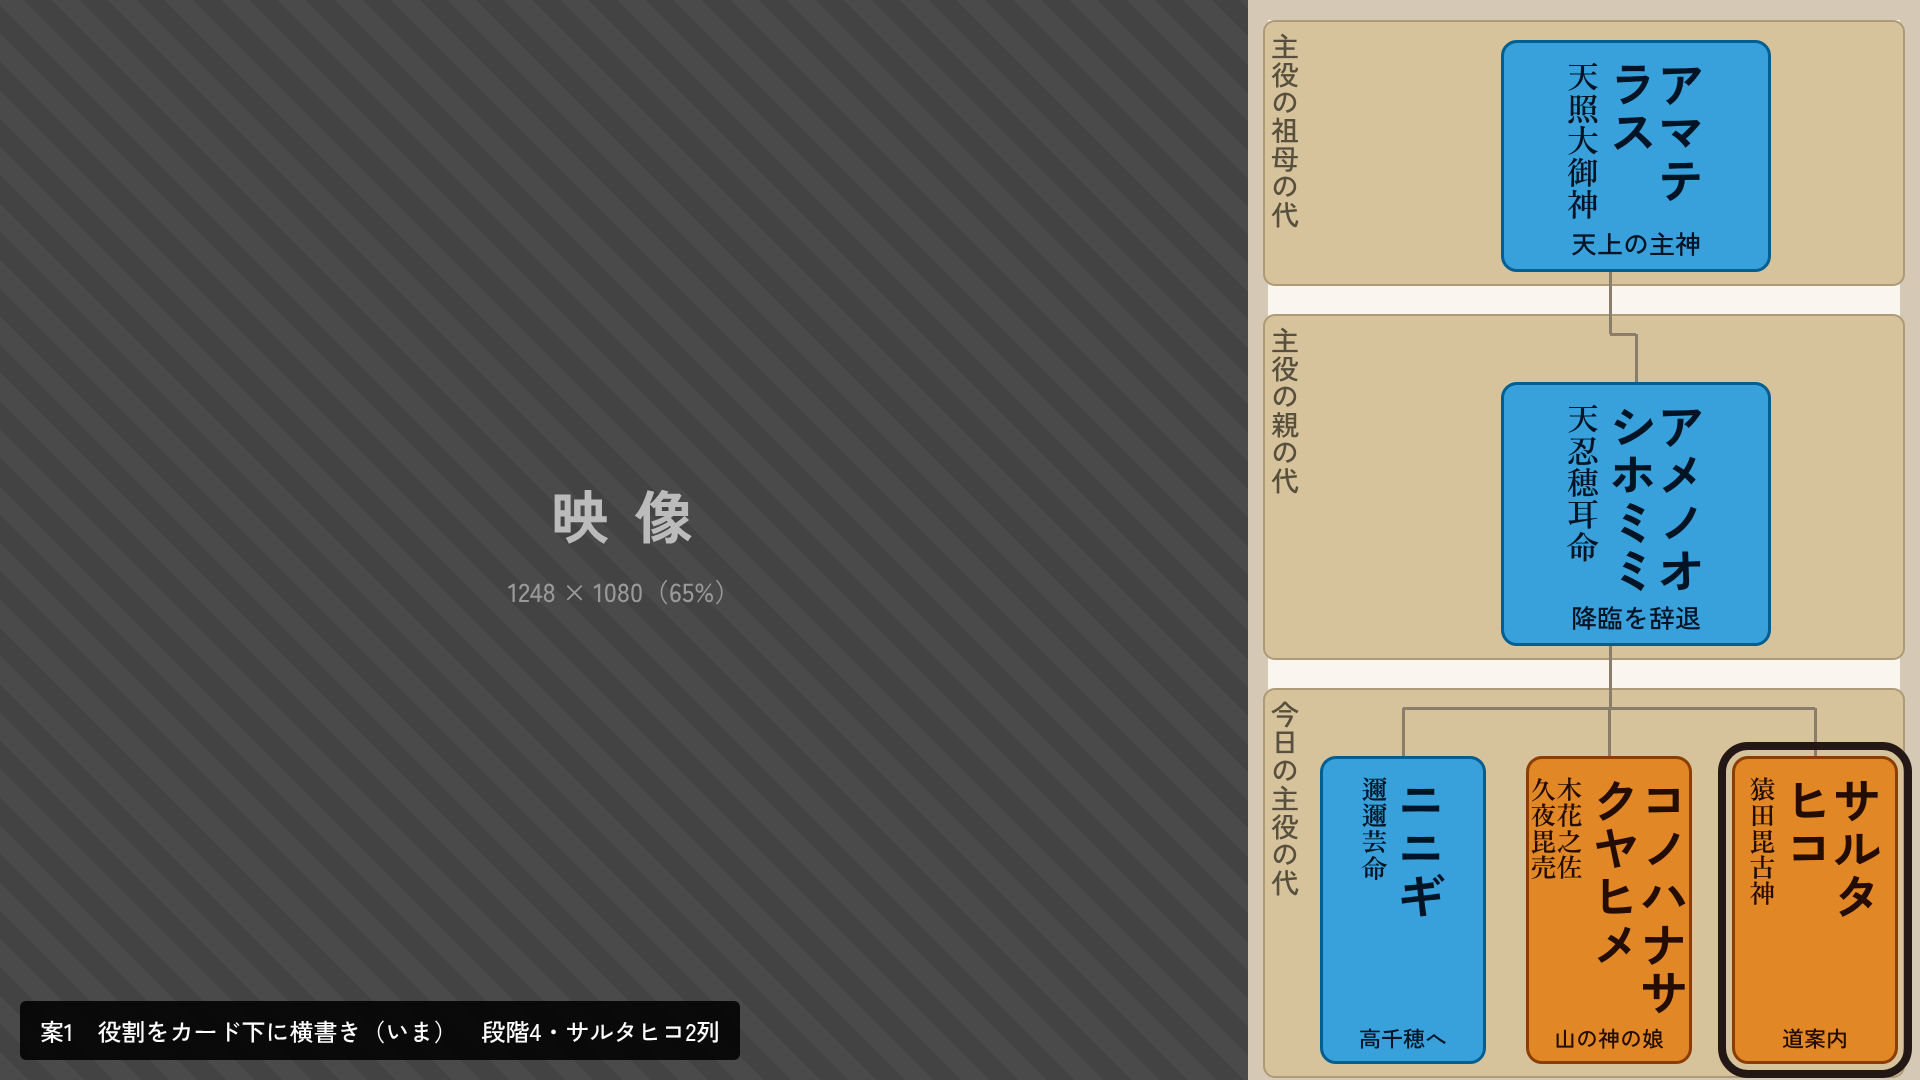 映 像
1248 × 1080（65%）
案1　役割をカード下に横書き（いま）　段階4・サルタヒコ2列
主役の祖母の代
アマテ
ラス
天照大御神
天上の主神
主役の親の代
アメノオ
シホミミ
天忍穂耳命
降臨を辞退
今日の主役の代
ニニギ
邇邇芸命
高千穂へ
コノハナサ
クヤヒメ
木花之佐
久夜毘売
山の神の娘
サルタ
ヒコ
猿田毘古神
道案内